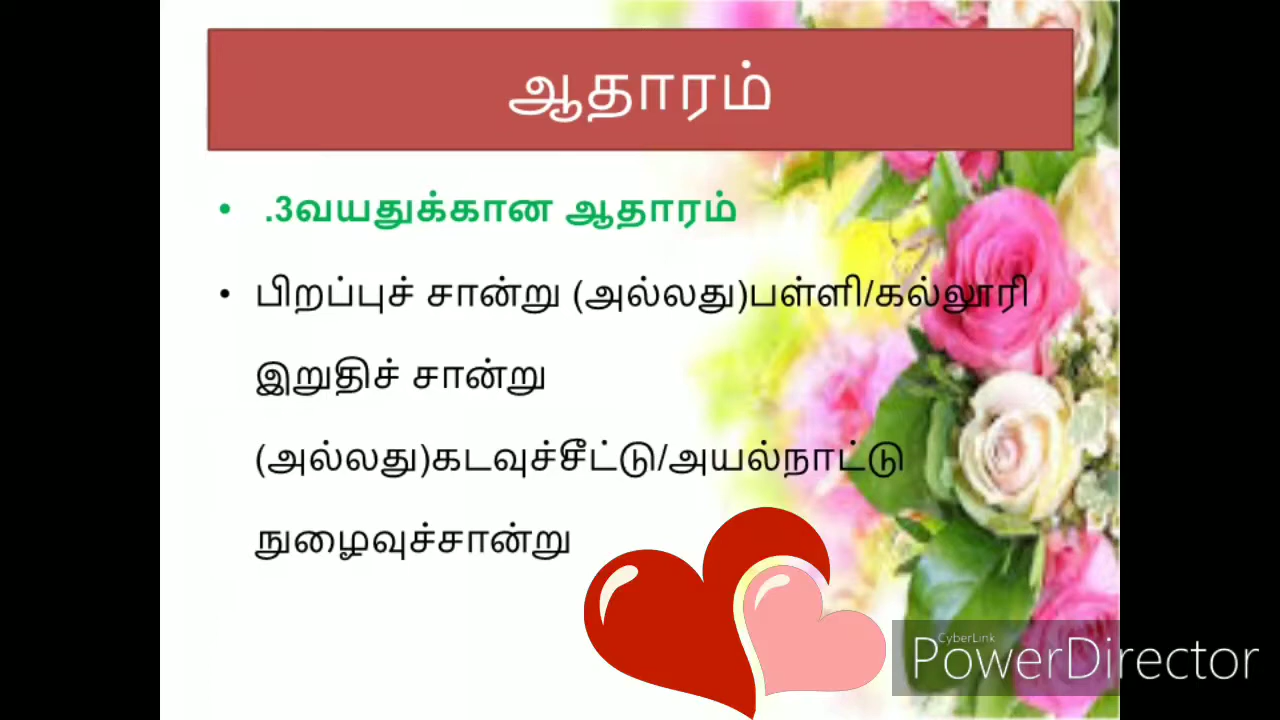 ஆதாரம்
• .3வயதுக்கான ஆதாரம்
• பிறப்புச் சான்று (அல்லது)பள்ளி/கல்லூரி
இறுதிச் சான்று
(அல்லது)கடவுச்சீட்டு/அயல்நாட்டு
நுழைவுச்சான்று
CyberLink
PowerDirector